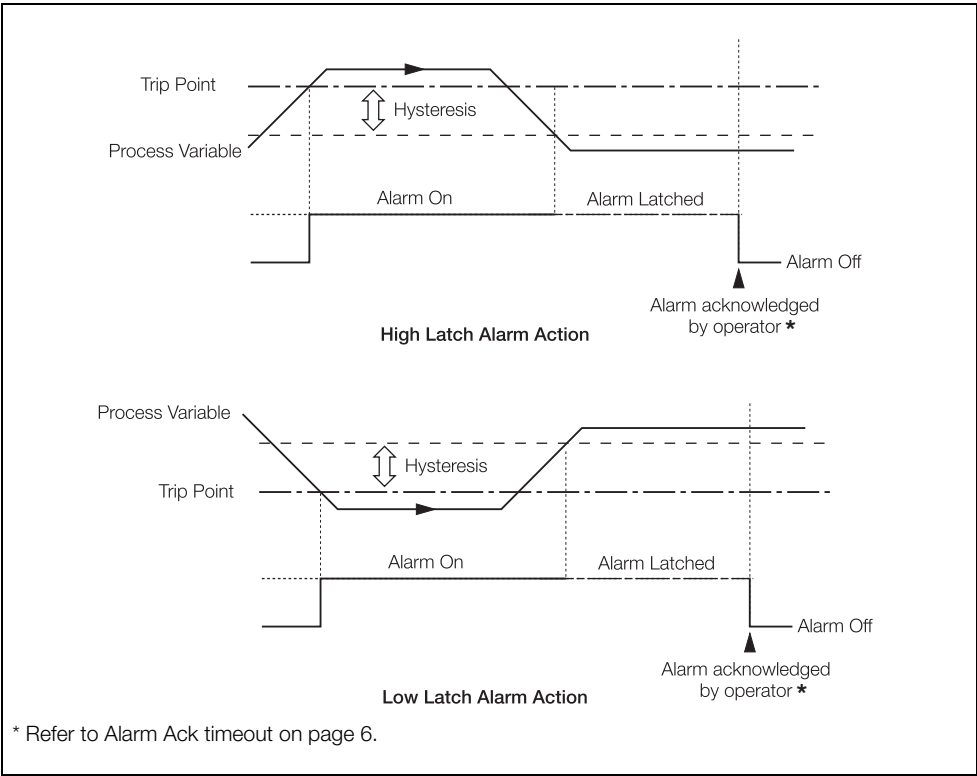 Trip Point
Hysteresis
Process Variable
Alarm On
Alarm Latched
Alarm Off
Alarm acknowledged
by operator *
High Latch Alarm Action
Process Variable
Hysteresis
Trip Point
Alarm On
Alarm Latched
Alarm Off
Alarm acknowledged
by operator *
Low Latch Alarm Action
* Refer to Alarm Ack timeout on page 6.